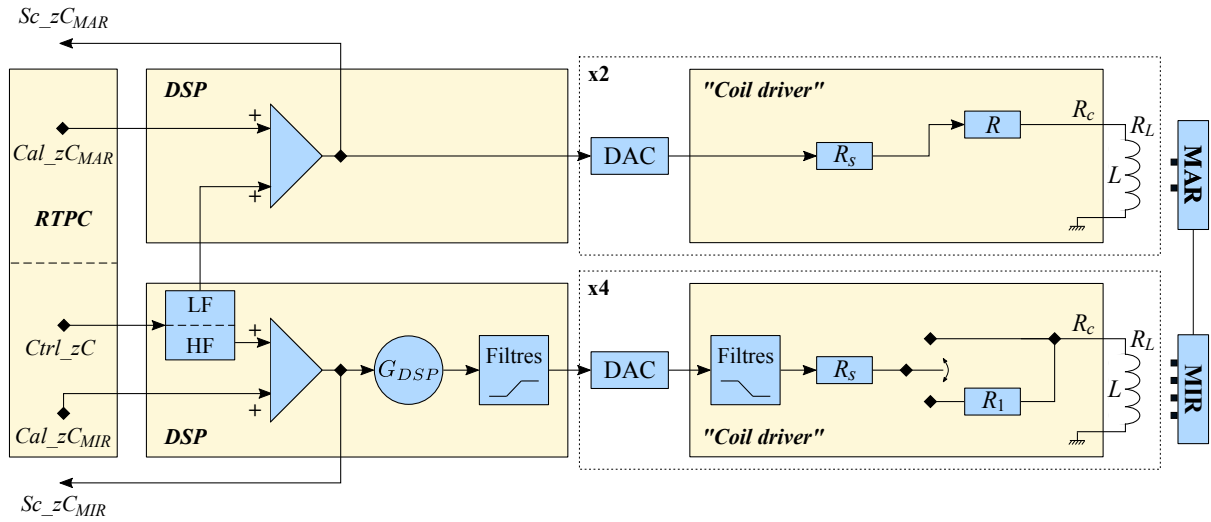 Sc_zC_MAR
x2
DSP
"Coil driver"
+
Cal_zC_MAR
R_s
R
R_c
R_L
DAC
L
MAR
+
RTPC
x4
LF
HF
Ctrl_zC
+
G_DSP
Filtres
DAC
Filtres
R_s
R_1
R_c
R_L
L
MIR
+
Cal_zC_MIR
DSP
"Coil driver"
Sc_zC_MIR